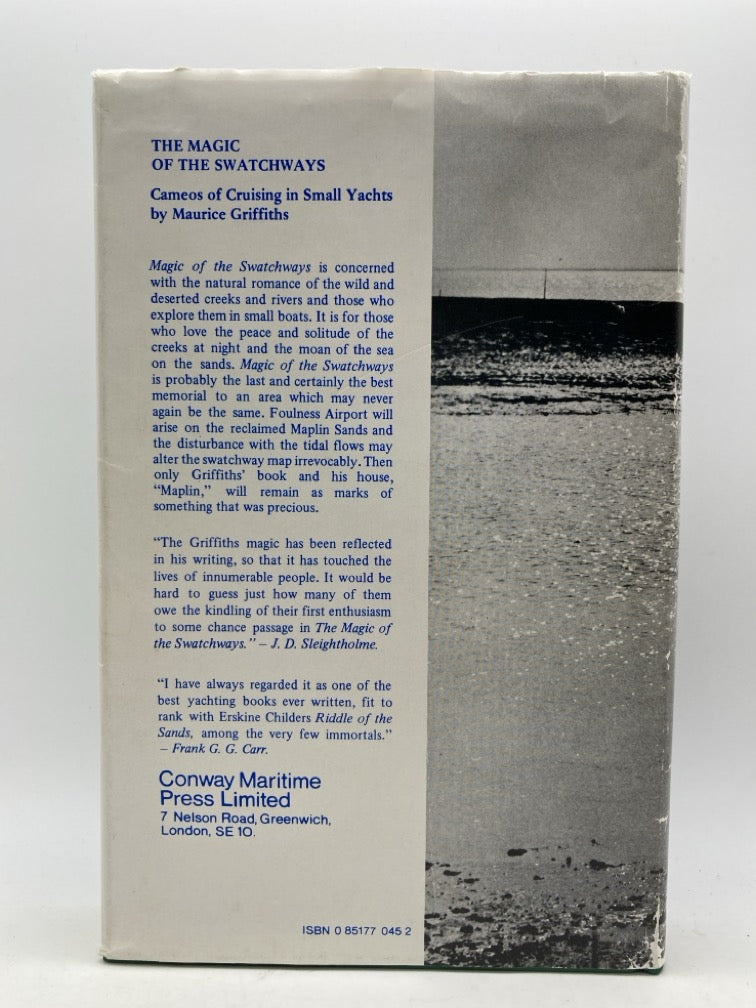 THE MAGIC
OF THE SWATCHWAYS
Cameos of Cruising in Small Yachts
by Maurice Griffiths
Magic of the Swatchways is concerned
with the natural romance of the wild and
deserted creeks and rivers and those who
explore them in small boats. It is for those
who love the peace and solitude of the
creeks at night and the moan of the sea
on the sands. Magic of the Swatchways
is probably the last and certainly the best
memorial to an area which may never
again be the same. Foulness Airport will
arise on the reclaimed Maplin Sands and
the disturbance with the tidal flows may
alter the swatchway map irrevocably. Then
only Griffiths' book and his house,
“Maplin,” will remain as marks of
something that was precious.
“The Griffiths magic has been reflected
in his writing, so that it has touched the
lives of innumerable people. It would be
hard to guess just how many of them
owe the kindling of their first enthusiasm
to some chance passage in The Magic of
the Swatchways.” – J. D. Sleightholme.
“I have always regarded it as one of the
best yachting books ever written, fit to
rank with Erskine Childers Riddle of the
Sands, among the very few immortals.”
– Frank G. G. Carr.
Conway Maritime
Press Limited
7 Nelson Road, Greenwich,
London, SE 10.
ISBN 0 85177 045 2